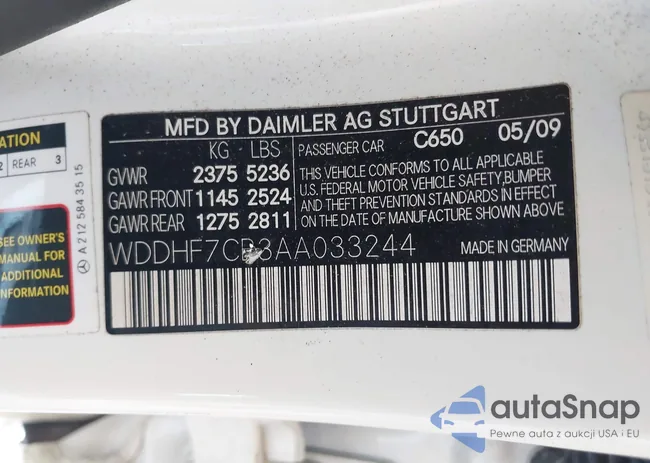 MFD BY DAIMLER AG STUTTGART
KG LBS
GVWR 2375 5236
GAWR FRONT 1145 2524
GAWR REAR 1275 2811
PASSENGER CAR C650 05/09
THIS VEHICLE CONFORMS TO ALL APPLICABLE
U.S. FEDERAL MOTOR VEHICLE SAFETY,BUMPER
AND THEFT PREVENTION STANDARDS IN EFFECT
ON THE DATE OF MANUFACTURE SHOWN ABOVE
MADE IN GERMANY
REAR 3
SEE OWNER'S
MANUAL FOR
ADDITIONAL
INFORMATION
A 212 584 35 15
autaSnap
Pewne auta z aukcji USA i EU